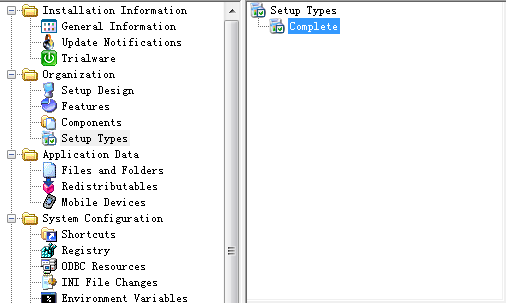 Installation Information
General Information
Update Notifications
Trialware
Organization
Setup Design
Features
Components
Setup Types
Application Data
Files and Folders
Redistributables
Mobile Devices
System Configuration
Shortcuts
Registry
ODBC Resources
INI File Changes
Environment Variables
Setup Types
Complete